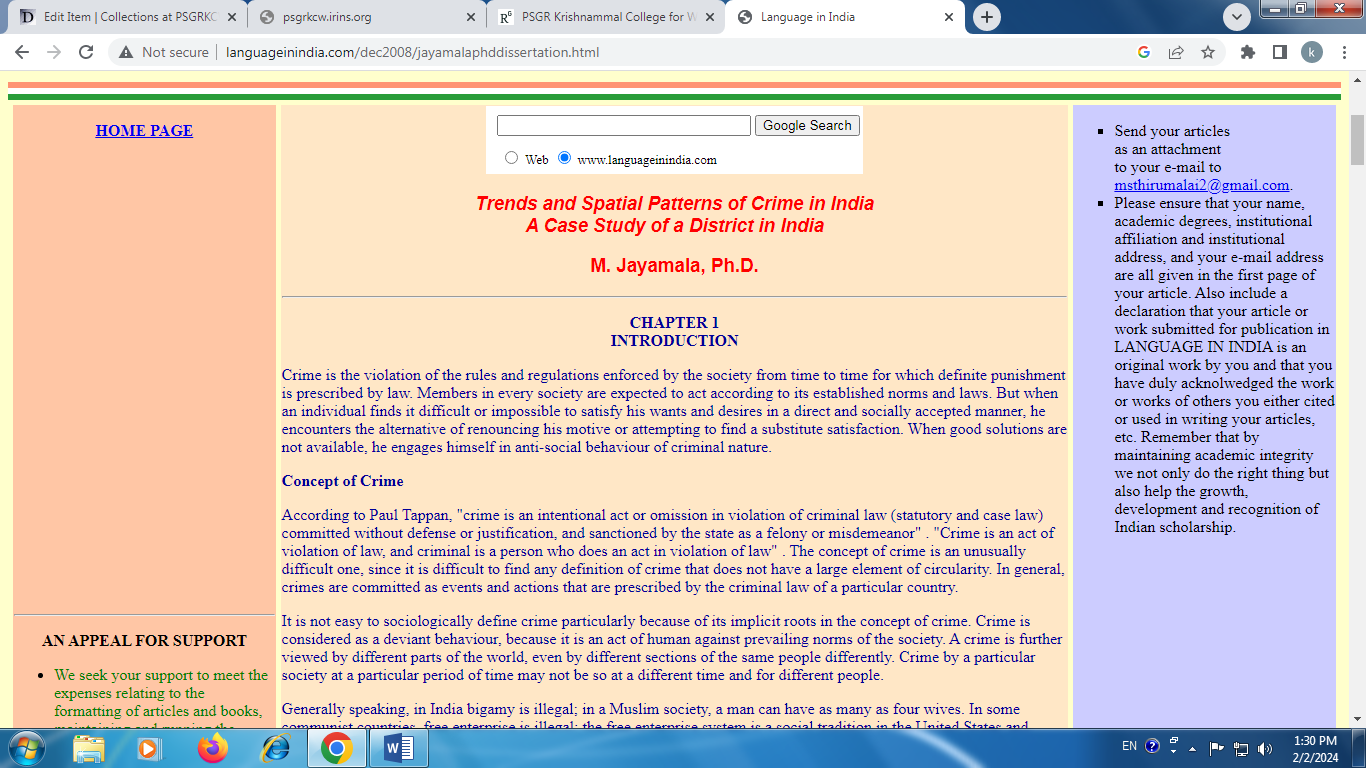 Edit Item | Collections at PSGRKC
psgrkcw.irins.org
PSGR Krishnammal College for W
Language in India
Not secure | languageinindia.com/dec2008/jayamalaphddissertation.html
k
HOME PAGE
AN APPEAL FOR SUPPORT
We seek your support to meet the
expenses relating to the
formatting of articles and books,
maintaining and running the
Google Search
Web www.languageinindia.com
Trends and Spatial Patterns of Crime in India
A Case Study of a District in India
M. Jayamala, Ph.D.
CHAPTER 1
INTRODUCTION
Crime is the violation of the rules and regulations enforced by the society from time to time for which definite punishment
is prescribed by law. Members in every society are expected to act according to its established norms and laws. But when
an individual finds it difficult or impossible to satisfy his wants and desires in a direct and socially accepted manner, he
encounters the alternative of renouncing his motive or attempting to find a substitute satisfaction. When good solutions are
not available, he engages himself in anti-social behaviour of criminal nature.
Concept of Crime
According to Paul Tappan, "crime is an intentional act or omission in violation of criminal law (statutory and case law)
committed without defense or justification, and sanctioned by the state as a felony or misdemeanor" . "Crime is an act of
violation of law, and criminal is a person who does an act in violation of law" . The concept of crime is an unusually
difficult one, since it is difficult to find any definition of crime that does not have a large element of circularity. In general,
crimes are committed as events and actions that are prescribed by the criminal law of a particular country.
It is not easy to sociologically define crime particularly because of its implicit roots in the concept of crime. Crime is
considered as a deviant behaviour, because it is an act of human against prevailing norms of the society. A crime is further
viewed by different parts of the world, even by different sections of the same people differently. Crime by a particular
society at a particular period of time may not be so at a different time and for different people.
Generally speaking, in India bigamy is illegal; in a Muslim society, a man can have as many as four wives. In some
communist countries, free enterprise is illegal; the free enterprise system is a social tradition in the United States and
Send your articles
as an attachment
to your e-mail to
msthirumalai2@gmail.com.
Please ensure that your name,
academic degrees, institutional
affiliation and institutional
address, and your e-mail address
are all given in the first page of
your article. Also include a
declaration that your article or
work submitted for publication in
LANGUAGE IN INDIA is an
original work by you and that you
have duly acknolwedged the work
or works of others you either cited
or used in writing your articles,
etc. Remember that by
maintaining academic integrity
we not only do the right thing but
also help the growth,
development and recognition of
Indian scholarship.
EN
1:30 PM
2/2/2024